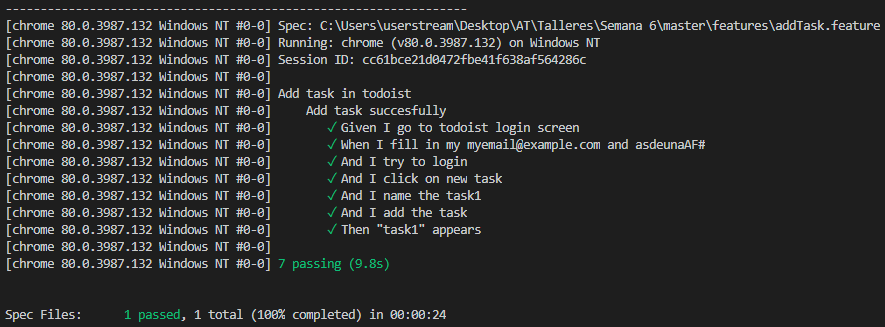 ------------------------------------------------------------------
[chrome 80.0.3987.132 Windows NT #0-0] Spec: C:\Users\userstream\Desktop\AT\Talleres\Semana 6\master\features\addTask.feature
[chrome 80.0.3987.132 Windows NT #0-0] Running: chrome (v80.0.3987.132) on Windows NT
[chrome 80.0.3987.132 Windows NT #0-0] Session ID: cc61bce21d0472fbe41f638af564286c
[chrome 80.0.3987.132 Windows NT #0-0]
[chrome 80.0.3987.132 Windows NT #0-0] Add task in todoist
[chrome 80.0.3987.132 Windows NT #0-0]     Add task succesfully
[chrome 80.0.3987.132 Windows NT #0-0]        ✓ Given I go to todoist login screen
[chrome 80.0.3987.132 Windows NT #0-0]        ✓ When I fill in my myemail@example.com and asdeunaAF#
[chrome 80.0.3987.132 Windows NT #0-0]        ✓ And I try to login
[chrome 80.0.3987.132 Windows NT #0-0]        ✓ And I click on new task
[chrome 80.0.3987.132 Windows NT #0-0]        ✓ And I name the task1
[chrome 80.0.3987.132 Windows NT #0-0]        ✓ And I add the task
[chrome 80.0.3987.132 Windows NT #0-0]        ✓ Then "task1" appears
[chrome 80.0.3987.132 Windows NT #0-0]
[chrome 80.0.3987.132 Windows NT #0-0] 7 passing (9.8s)
Spec Files:      1 passed, 1 total (100% completed) in 00:00:24